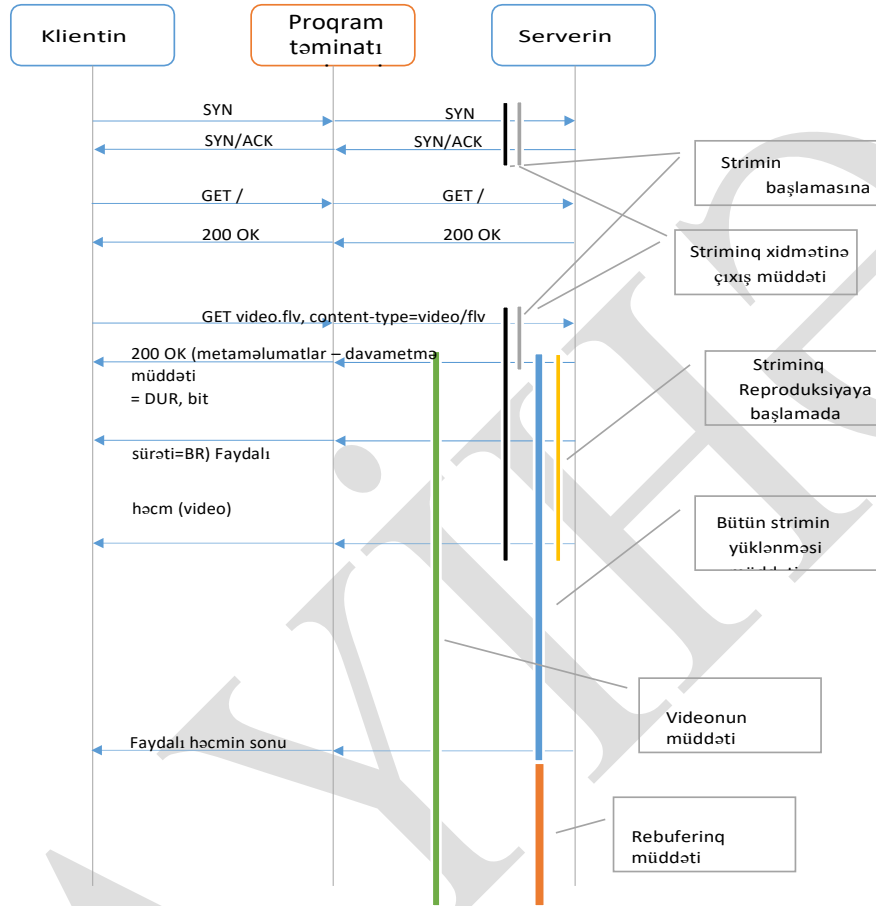 Klientin
Proqram
təminatı
Serverin
SYN
SYN
SYN/ACK
SYN/ACK
Strimin
başlamasına
GET /
GET /
200 OK
200 OK
Striminq xidmətinə
çıxış müddəti
GET video.flv, content-type=video/flv
200 OK (metaməlumatlar – davametmə
müddəti
= DUR, bit
Striminq
Reproduksiyaya
başlamada
sürəti=BR) Faydalı
həcm (video)
Bütün strimin
yüklənməsi
Videonun
müddəti
Faydalı həcmin sonu
Rebuferinq
müddəti